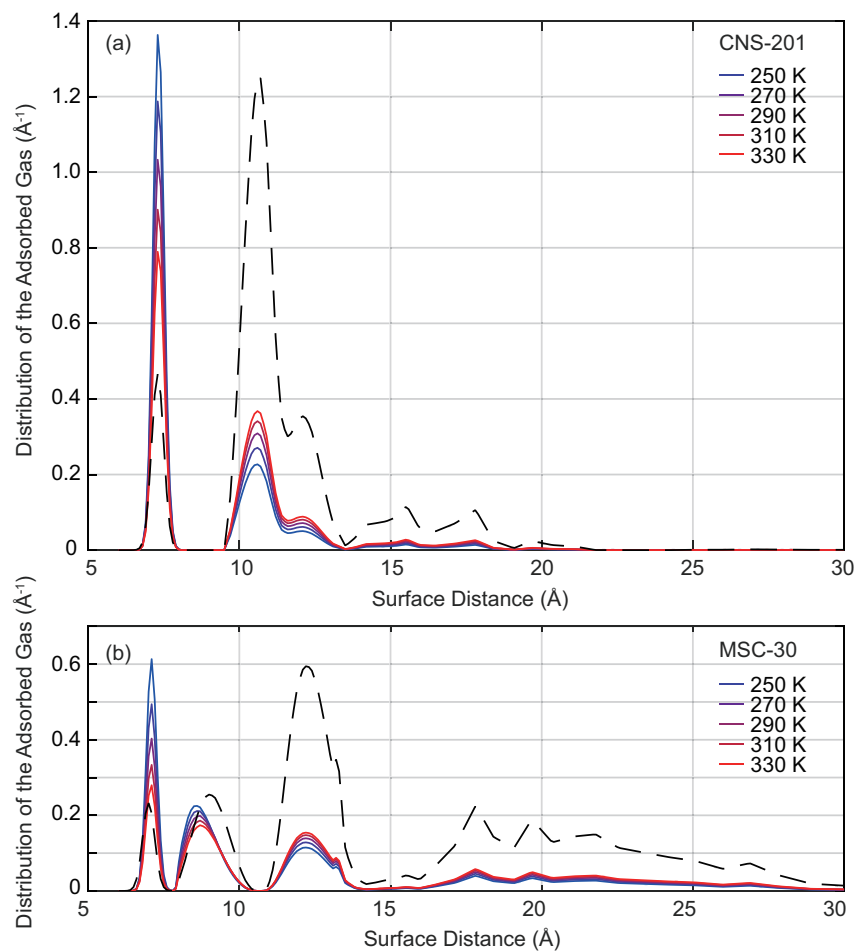 1.4
(a)
CNS-201
250 K
270 K
290 K
310 K
330 K
1.2
1.0
0.8
0.6
0.4
0.2
0
Distribution of the Adsorbed Gas (Å⁻¹)
5 10 15 20 25 30
Surface Distance (Å)
(b)
MSC-30
250 K
270 K
290 K
310 K
330 K
0.6
0.4
0.2
0
Distribution of the Adsorbed Gas (Å⁻¹)
5 10 15 20 25 30
Surface Distance (Å)